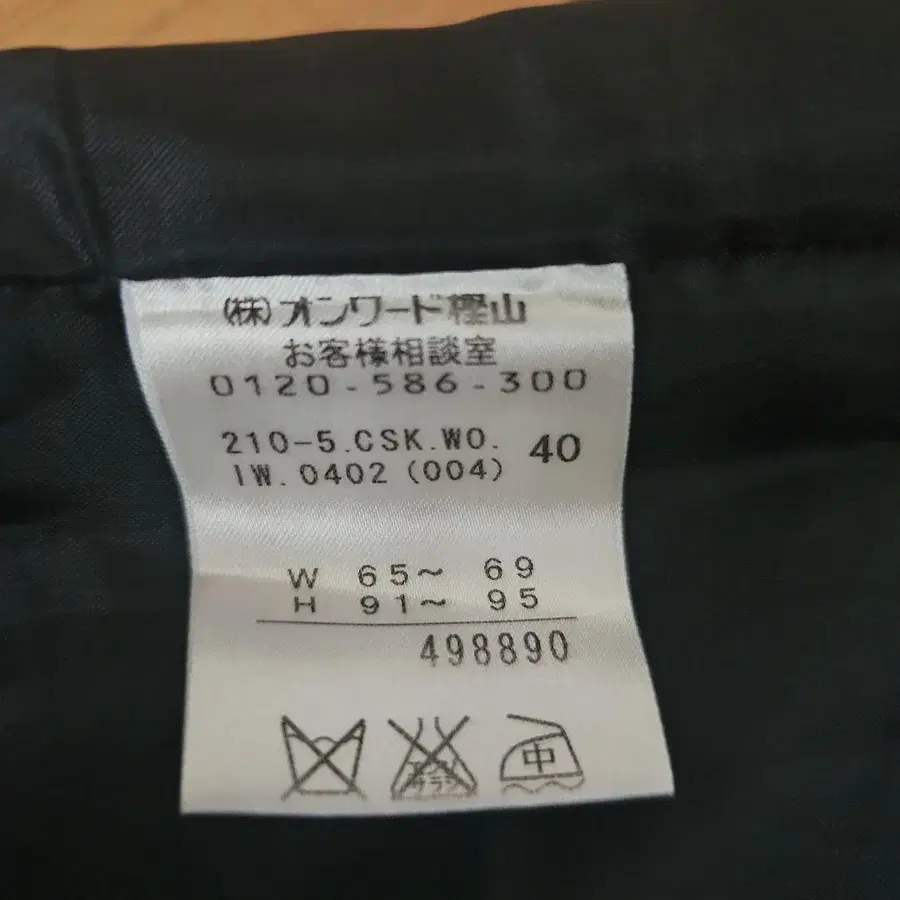 (株)オンワード樫山
お客様相談室
0120-586-300
210-5.CSK.WO. 40
IW.0402(004)
W 65~ 69
H 91~ 95
498890
中